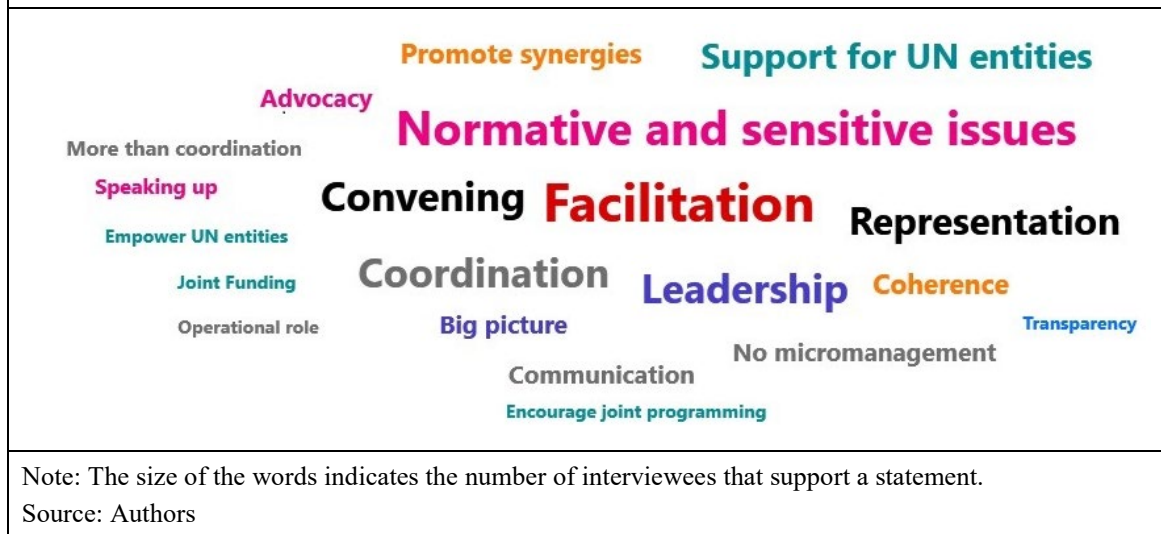 Promote synergies
Support for UN entities
Advocacy
Normative and sensitive issues
More than coordination
Speaking up
Convening
Facilitation
Representation
Empower UN entities
Coordination
Joint Funding
Leadership
Coherence
Operational role
Big picture
Transparency
No micromanagement
Communication
Encourage joint programming
Note: The size of the words indicates the number of interviewees that support a statement.
Source: Authors